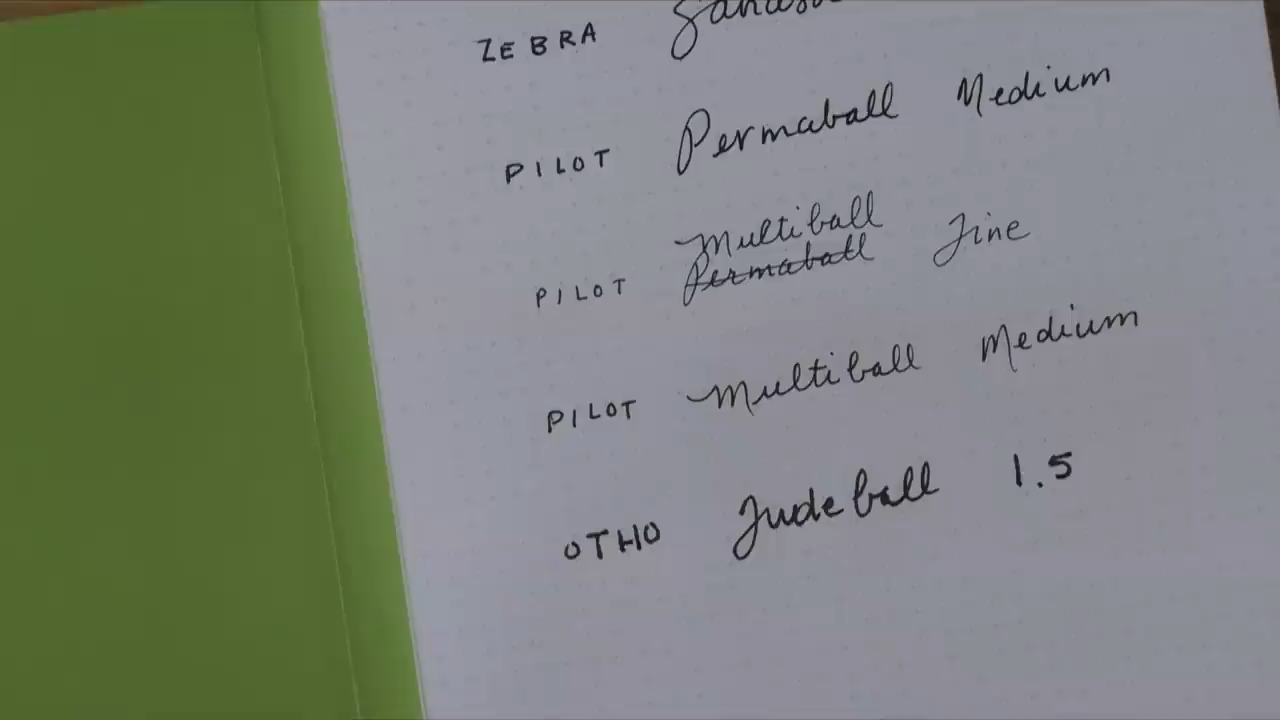 ZEBRA
PILOT Permaball Medium
Multiball
PILOT Permaball Fine
PILOT Multiball Medium
OTHO Judeball 1.5